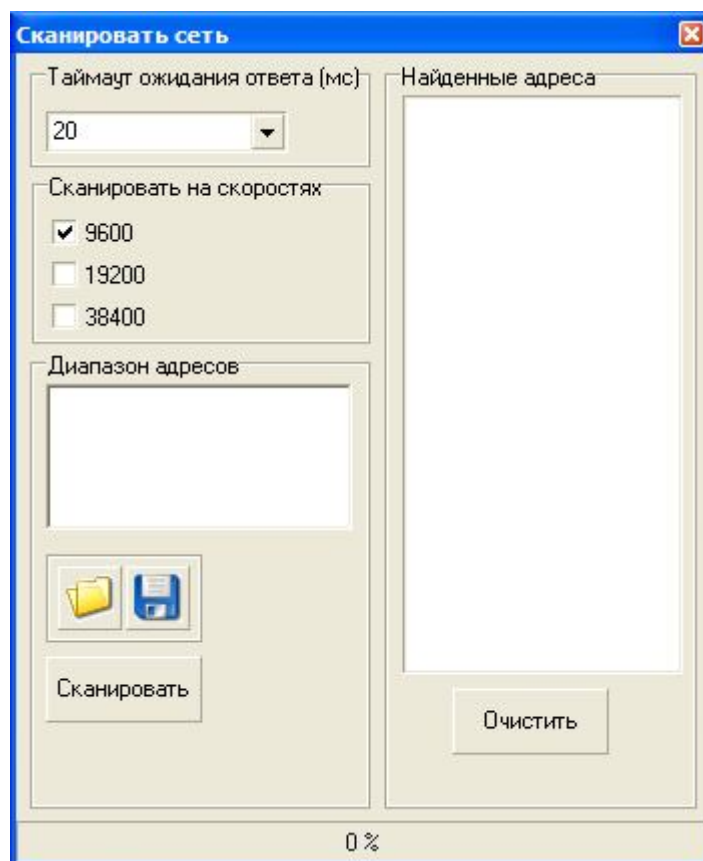 Сканировать сеть
Таймаут ожидания ответа (мс)
20
Сканировать на скоростях
9600
19200
38400
Диапазон адресов
Сканировать
Найденные адреса
Очистить
0 %